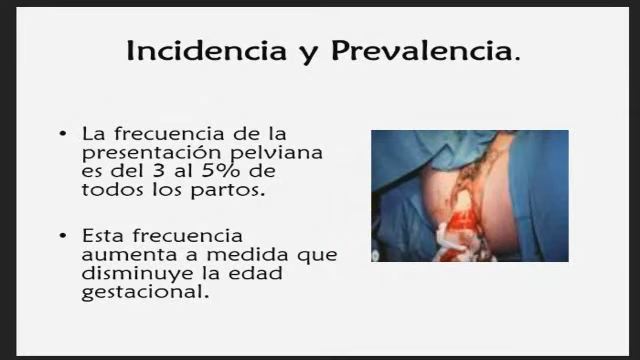 Incidencia y Prevalencia.
• La frecuencia de la
presentación pelviana
es del 3 al 5% de
todos los partos.
• Esta frecuencia
aumenta a medida que
disminuye la edad
gestacional.